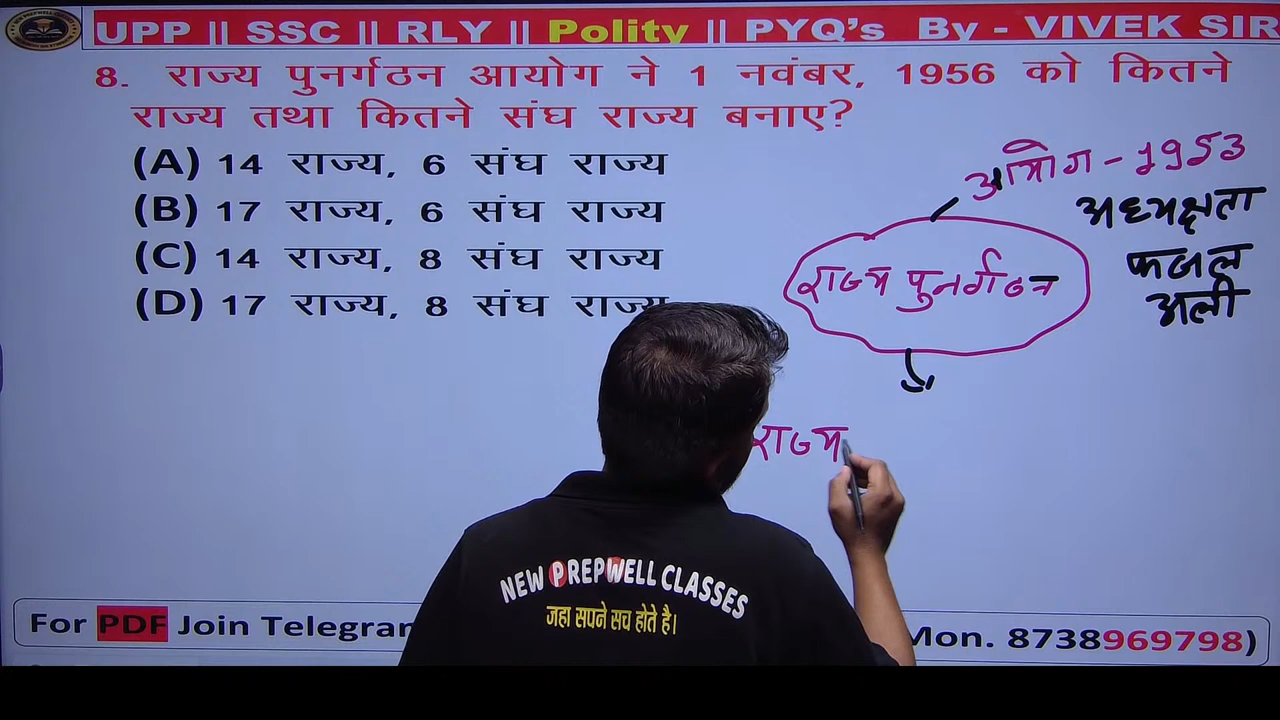 UPP || SSC || RLY || Polity || PYQ's By - VIVEK SIR
8. राज्य पुनर्गठन आयोग ने 1 नवंबर, 1956 को कितने
राज्य तथा कितने संघ राज्य बनाए?
(A) 14 राज्य, 6 संघ राज्य
(B) 17 राज्य, 6 संघ राज्य
(C) 14 राज्य, 8 संघ राज्य
(D) 17 राज्य, 8 संघ राज्य
आयोग - 1953
अध्यक्षता
फजल
अली
राज्य पुनर्गठन
राज्य
NEW PREPWELL CLASSES
जहा सपने सच होते है।
For PDF Join Telegram
Mon. 8738969798)